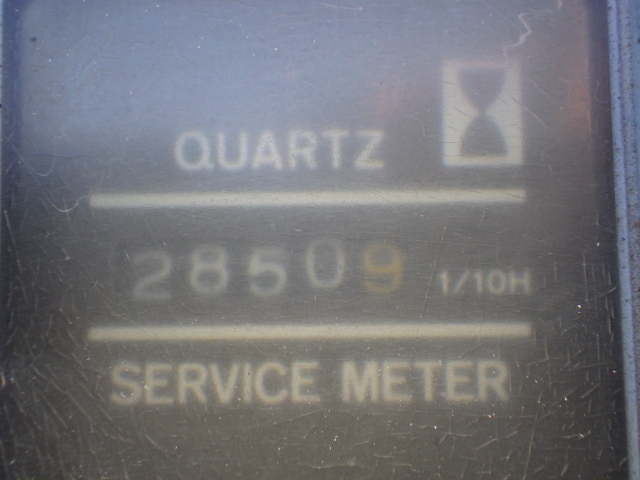 QUARTZ
28509 1/10H
SERVICE METER